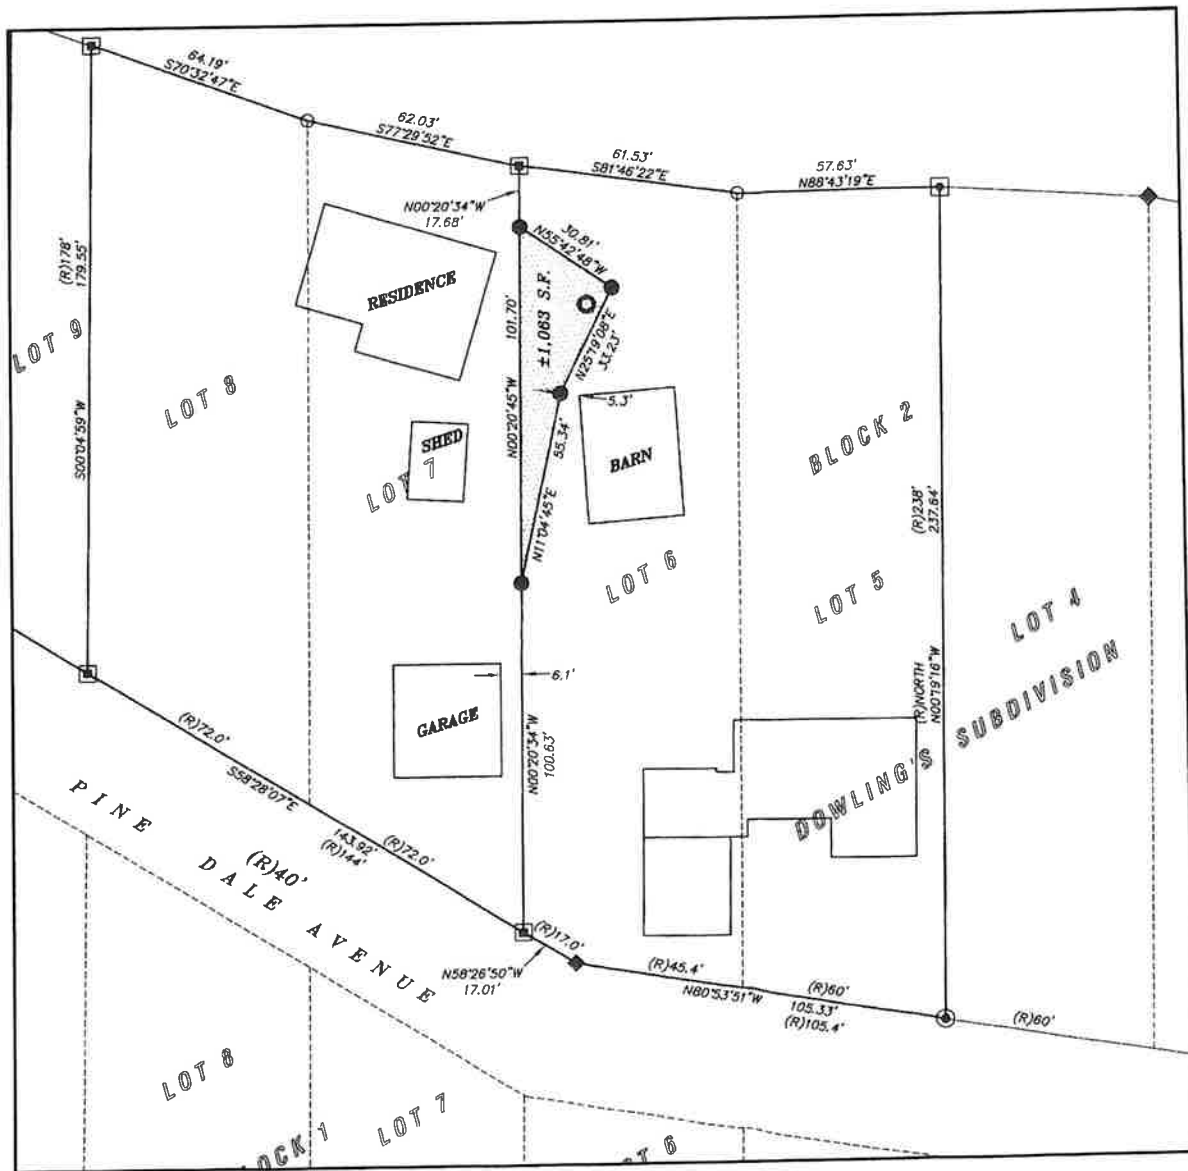 64.19'
S70°32'47"E
62.03'
S77°29'52"E
61.53'
S81°46'22"E
57.63'
N88°43'19"E
N00°20'34"W
17.68'
30.81'
N55°42'48"W
(R)178'
179.55'
RESIDENCE
101.70'
±1,063 S.F.
N25°19'08"E
33.23'
LOT 9
LOT 8
S00°04'59"W
N00°20'45"W
5.3'
SHED
LOT 7
55.34'
BARN
BLOCK 2
(R)238'
237.64'
N11°04'45"E
LOT 6
LOT 5
LOT 4
6.1'
GARAGE
N00°20'34"W
100.63'
(R)NORTH
N00°19'16"W
DOWLING'S SUBDIVISION
(R)72.0'
S58°28'07"E
143.92'
(R)144'
(R)72.0'
PINE DALE AVENUE
(R)40'
(R)17.0'
N58°26'50"W
17.01'
(R)45.4'
N80°53'51"W
(R)60'
105.33'
(R)105.4'
(R)60'
LOT 8
LOT 7
OCK 1
OT 6